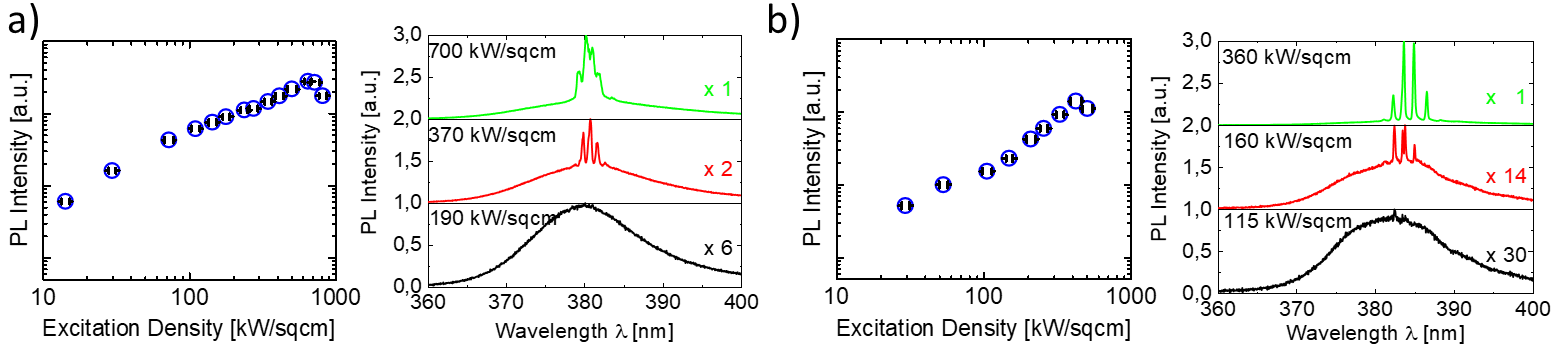 a)
PL Intensity [a.u.]
10 100 1000
Excitation Density [kW/sqcm]
PL Intensity [a.u.]
3,0
700 kW/sqcm
2,5
x 1
2,0
370 kW/sqcm
1,5
x 2
1,0
190 kW/sqcm
0,5
x 6
0,0
360 370 380 390 400
Wavelength λ [nm]
b)
PL Intensity [a.u.]
10 100 1000
Excitation Density [kW/sqcm]
PL Intensity [a.u.]
3,0
360 kW/sqcm
2,5
x 1
2,0
160 kW/sqcm
1,5
x 14
1,0
115 kW/sqcm
0,5
x 30
0,0
360 370 380 390 400
Wavelength λ [nm]